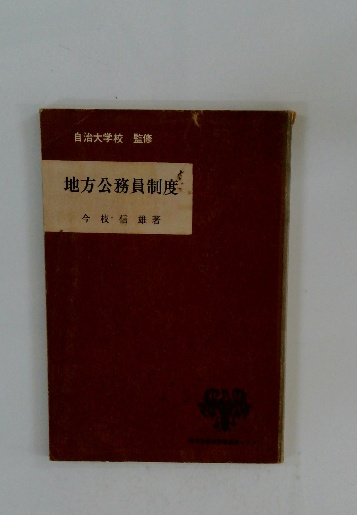 自治大学校 監修
地方公務員制度
今枝信雄著